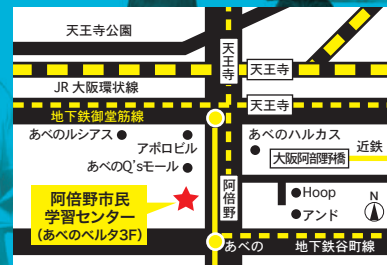 天王寺公園
天王寺
天王寺
JR大阪環状線
天王寺
地下鉄御堂筋線
あべのルシアス
アポロビル
あべのQ'sモール
あべのハルカス
近鉄
大阪阿部野橋
阿倍野市民
学習センター
(あべのベルタ3F)
阿倍野
Hoop
アンド
N
あべの
地下鉄谷町線